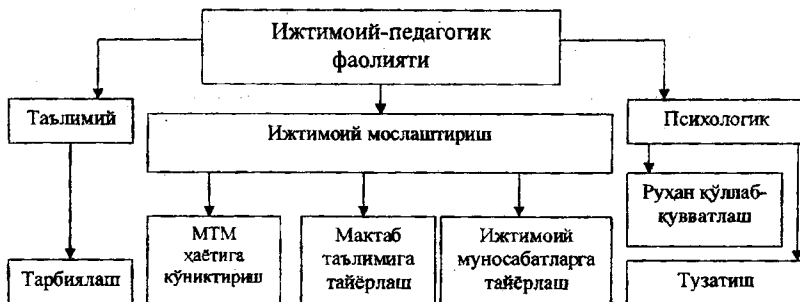 Ижтимоий-педагогик
фаолияти
Таълимий
Ижтимоий мослаштириш
Психологик
Тарбиялаш
МТМ
ҳаётига
кўниктириш
Мактаб
таълимига
тайёрлаш
Ижтимоий
муносабатларга
тайёрлаш
Руҳан қўллаб-
қувватлаш
Тузатиш